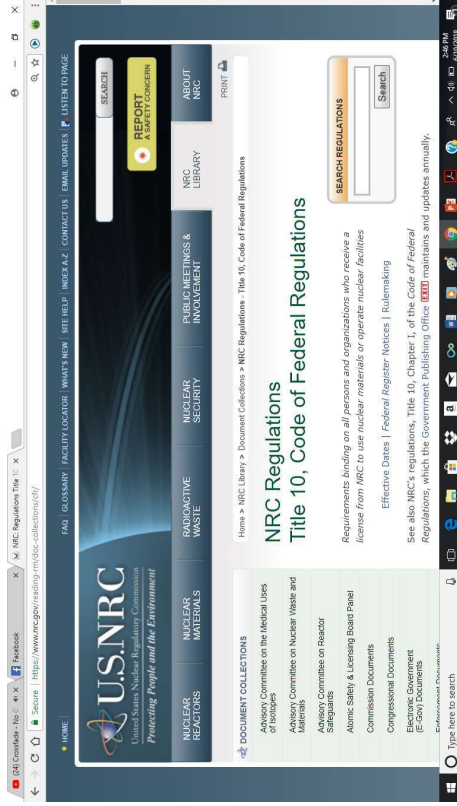 (24) Crossfade - No
Facebook
NRC: Regulations Title 10
Secure
https://www.nrc.gov/reading-rm/doc-collections/cfr/
HOME
FAQ | GLOSSARY | FACILITY LOCATOR | WHAT'S NEW | SITE HELP | INDEX A-Z | CONTACT US | EMAIL UPDATES | LISTEN TO PAGE
U.S.NRC
United States Nuclear Regulatory Commission
Protecting People and the Environment
SEARCH
REPORT
A SAFETY CONCERN
NUCLEAR
REACTORS
NUCLEAR
MATERIALS
RADIOACTIVE
WASTE
NUCLEAR
SECURITY
PUBLIC MEETINGS &
INVOLVEMENT
NRC
LIBRARY
ABOUT
NRC
PRINT
Home > NRC Library > Document Collections > NRC Regulations - Title 10, Code of Federal Regulations
DOCUMENT COLLECTIONS
Advisory Committee on the Medical Uses
of Isotopes
Advisory Committee on Nuclear Waste and
Materials
Advisory Committee on Reactor
Safeguards
Atomic Safety & Licensing Board Panel
Commission Documents
Congressional Documents
Electronic Government
(E-Gov) Documents
Enforcement Documents
NRC Regulations
Title 10, Code of Federal Regulations
Requirements binding on all persons and organizations who receive a
license from NRC to use nuclear materials or operate nuclear facilities
Effective Dates | Federal Register Notices | Rulemaking
See also NRC's regulations, Title 10, Chapter I, of the Code of Federal
Regulations, which the Government Publishing Office EXIT maintains and updates annually.
SEARCH REGULATIONS
Search
Type here to search
2:46 PM
6/10/2018